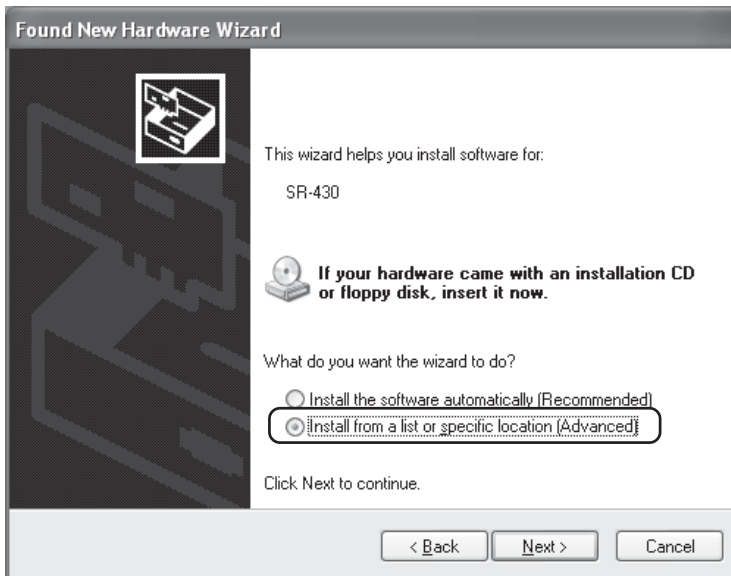 Found New Hardware Wizard
This wizard helps you install software for:
SR-430
If your hardware came with an installation CD
or floppy disk, insert it now.
What do you want the wizard to do?
Install the software automatically (Recommended)
Install from a list or specific location (Advanced)
Click Next to continue.
< Back Next > Cancel